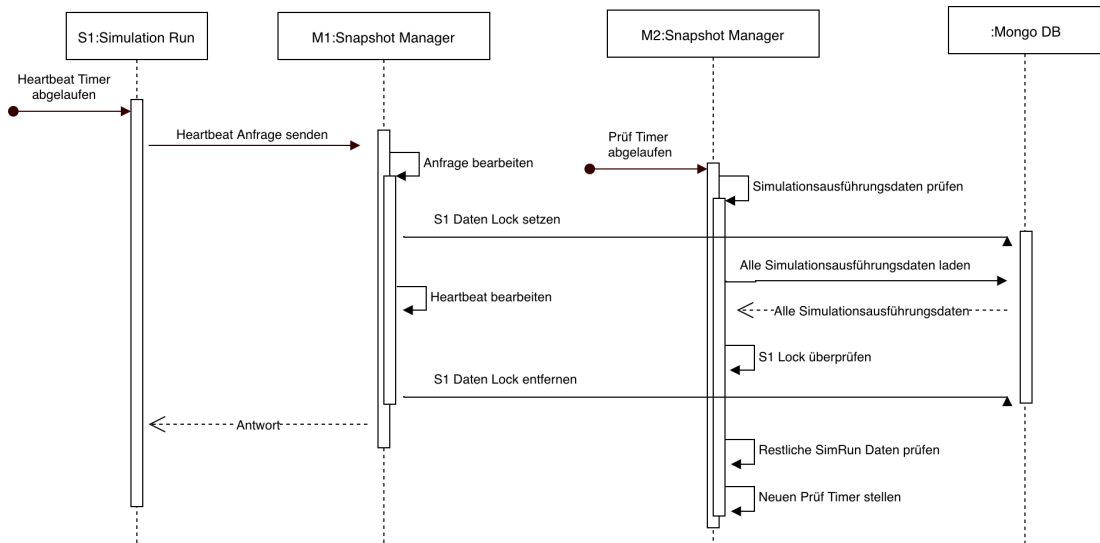 S1:Simulation Run
M1:Snapshot Manager
M2:Snapshot Manager
:Mongo DB
Heartbeat Timer
abgelaufen
Heartbeat Anfrage senden
Prüf Timer
abgelaufen
Anfrage bearbeiten
Simulationsausführungsdaten prüfen
S1 Daten Lock setzen
Alle Simulationsausführungsdaten laden
Heartbeat bearbeiten
Alle Simulationsausführungsdaten
S1 Lock überprüfen
S1 Daten Lock entfernen
Antwort
Restliche SimRun Daten prüfen
Neuen Prüf Timer stellen